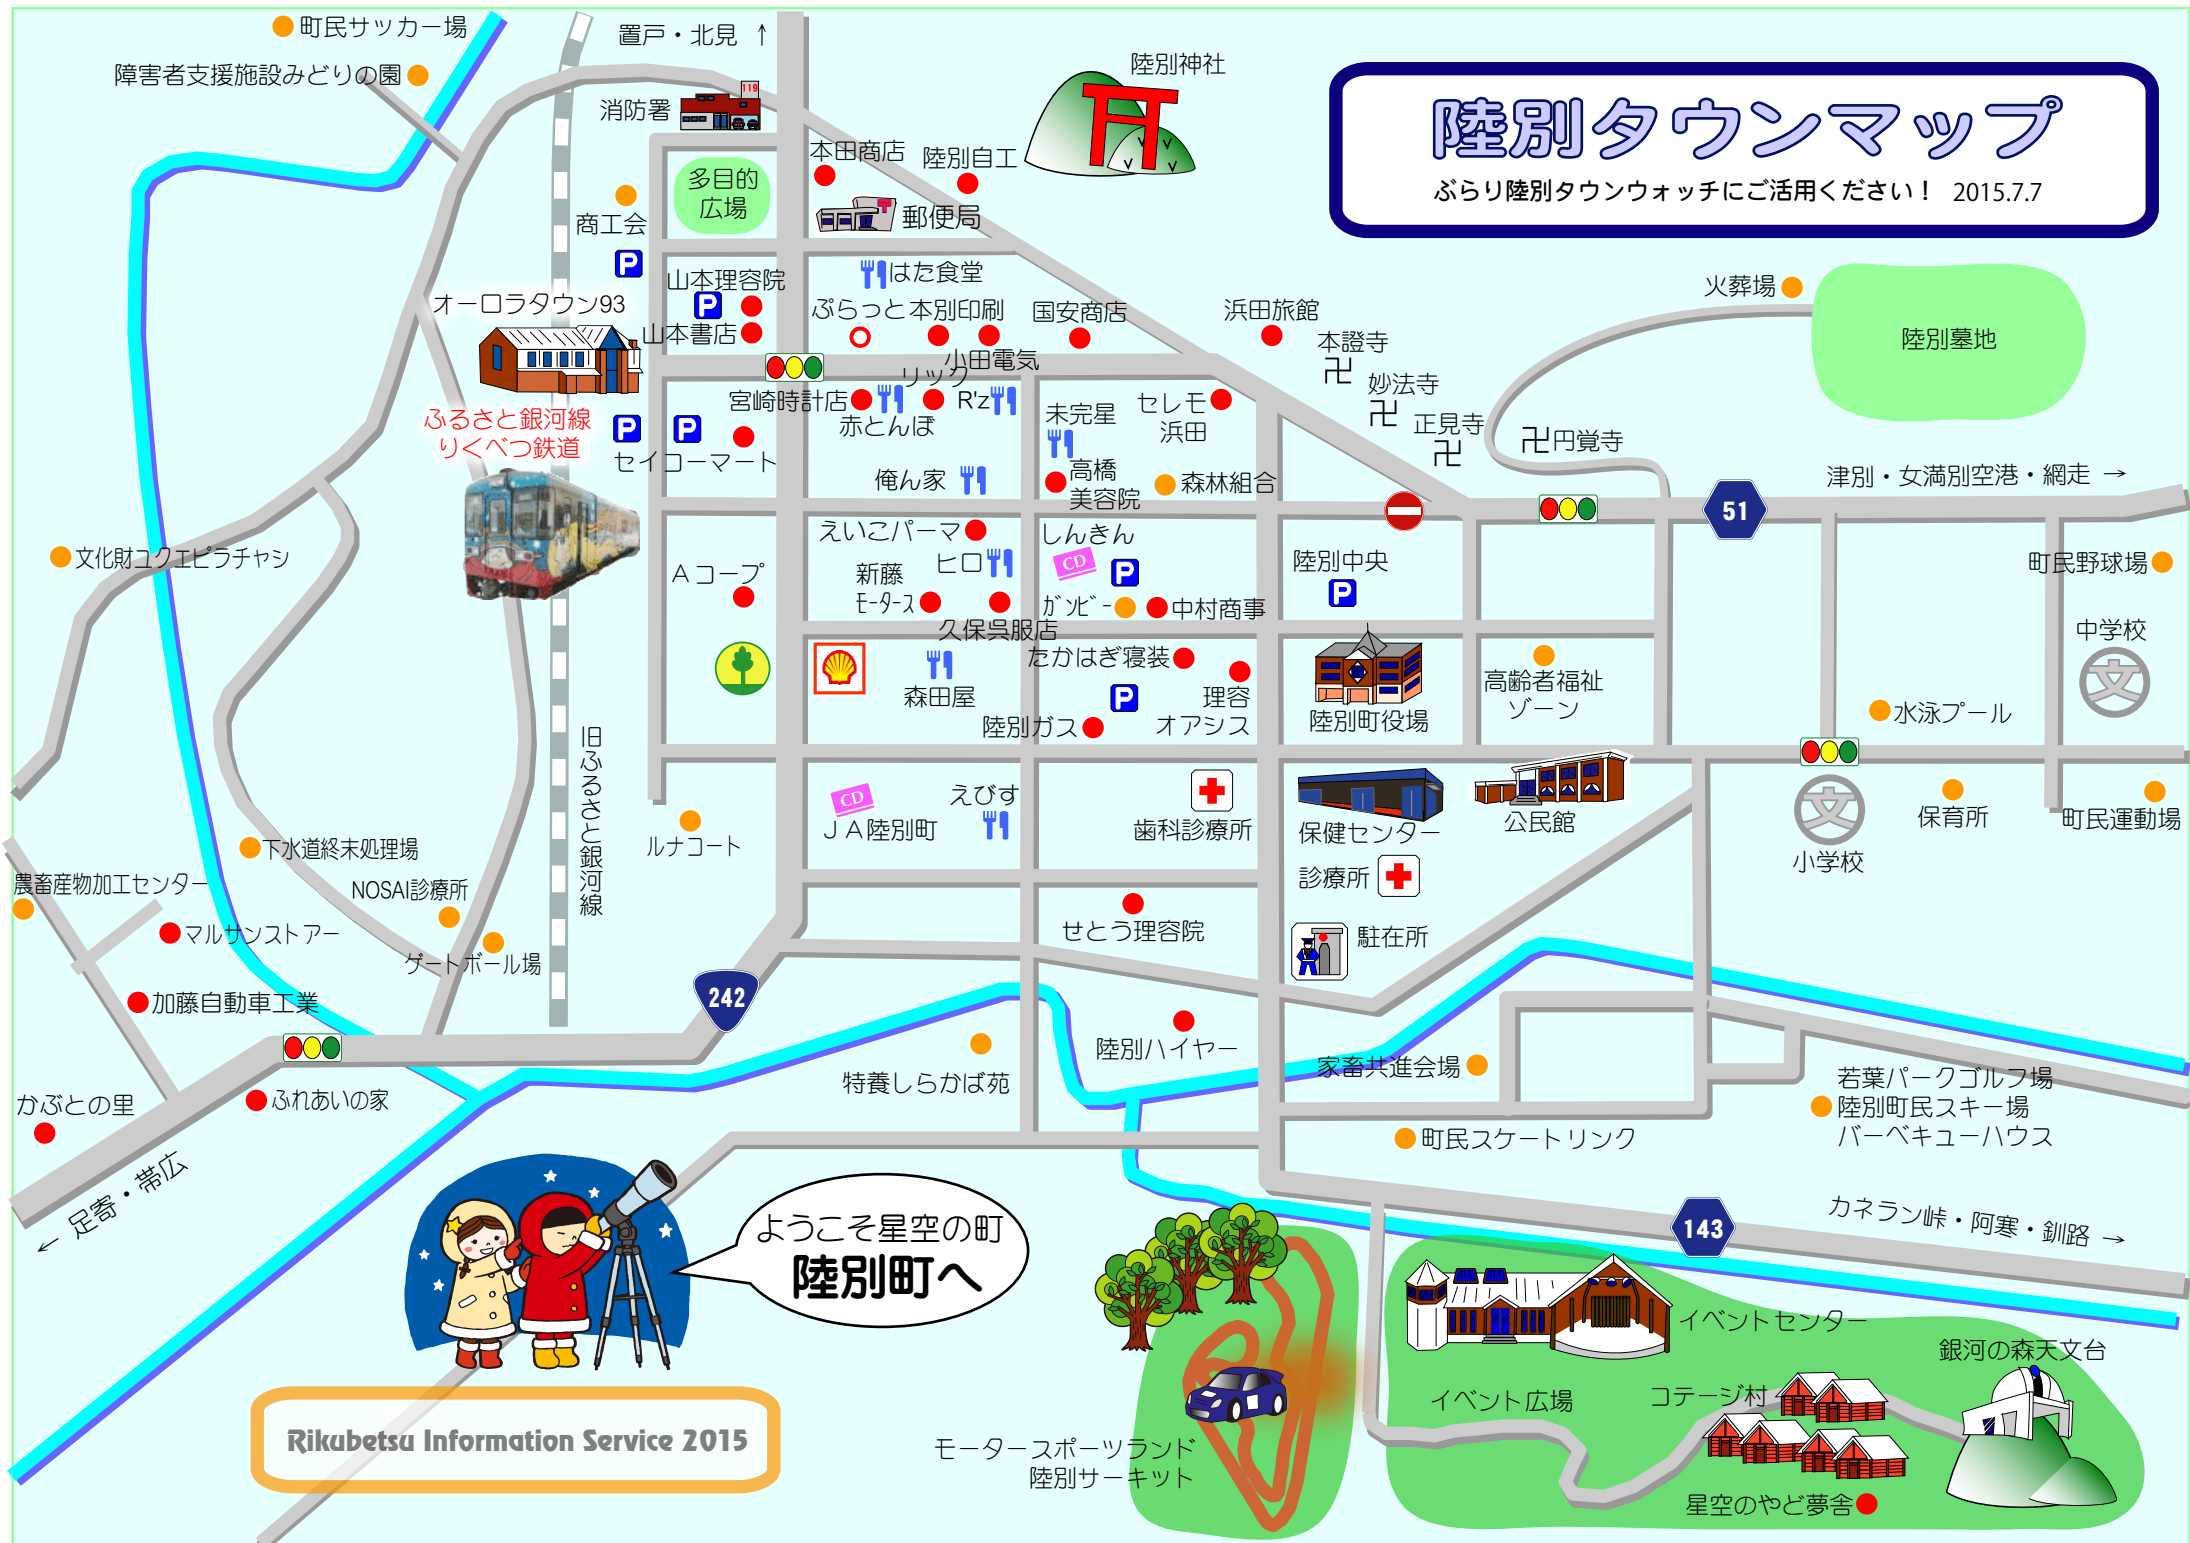 町民サッカー場
障害者支援施設みどりの園
置戸・北見 ↑
消防署
119
陸別神社
陸別タウンマップ
ぶらり陸別タウンウォッチにご活用ください！ 2015.7.7
多目的
広場
商工会
P
本田商店
陸別自工
郵便局
はた食堂
山本理容院
P
山本書店
ぷらっと
本別印刷
小田電気
国安商店
浜田旅館
オーロラタウン93
ふるさと銀河線
りくべつ鉄道
P
P
セイコーマート
宮崎時計店
赤とんぼ
リック
R'z
未完星
セレモ
浜田
高橋
美容院
森林組合
俺ん家
本證寺
卍
妙法寺
卍
正見寺
卍
卍円覚寺
火葬場
陸別墓地
津別・女満別空港・網走 →
51
文化財ユクエピラチャシ
Aコープ
えいこパーマ
ヒロ
新藤
ﾓｰﾀｰｽ
久保呉服店
しんきん
CD
P
ｶﾞﾝﾋﾞｰ
中村商事
陸別中央
P
町民野球場
中学校
文
森田屋
たかはぎ寝装
P
陸別ガス
理容
オアシス
陸別町役場
高齢者福祉
ゾーン
水泳プール
旧ふるさと銀河線
ルナコート
CD
JA陸別町
えびす
歯科診療所
保健センター
公民館
文
小学校
保育所
町民運動場
診療所
駐在所
せとう理容院
下水道終末処理場
農畜産物加工センター
NOSAI診療所
マルサンストアー
ゲートボール場
加藤自動車工業
242
かぶとの里
ふれあいの家
← 足寄・帯広
特養しらかば苑
陸別ハイヤー
家畜共進会場
町民スケートリンク
若葉パークゴルフ場
陸別町民スキー場
バーベキューハウス
143
カネラン峠・阿寒・釧路 →
ようこそ星空の町
陸別町へ
Rikubetsu Information Service 2015
モータースポーツランド
陸別サーキット
イベントセンター
イベント広場
コテージ村
銀河の森天文台
星空のやど夢舎